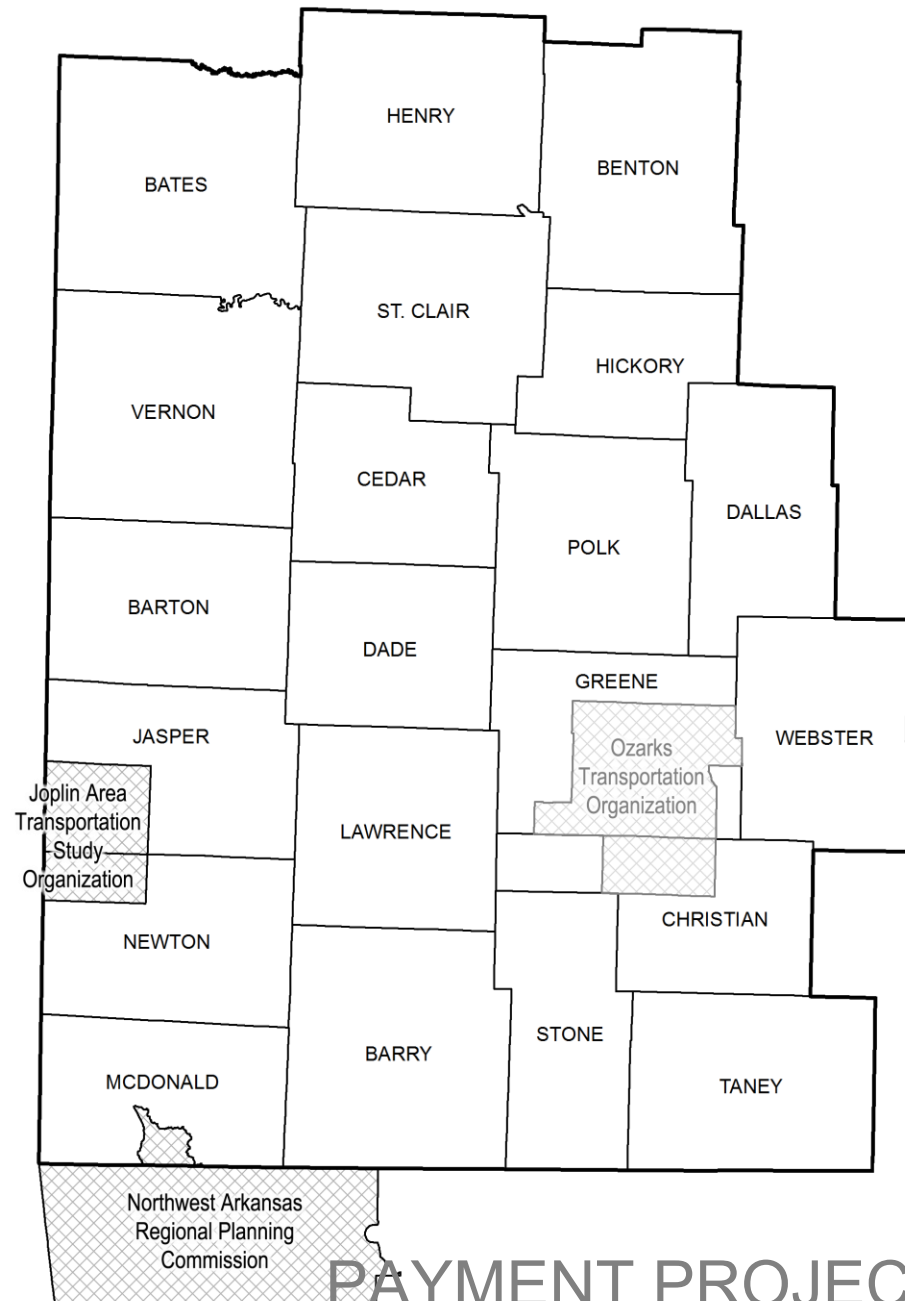 HENRY
BENTON
BATES
ST. CLAIR
HICKORY
VERNON
CEDAR
DALLAS
POLK
BARTON
DADE
GREENE
JASPER
WEBSTER
Ozarks
Transportation
Organization
Joplin Area
Transportation
Study
Organization
LAWRENCE
CHRISTIAN
NEWTON
STONE
BARRY
MCDONALD
TANEY
Northwest Arkansas
Regional Planning
Commission
PAYMENT PROJEC